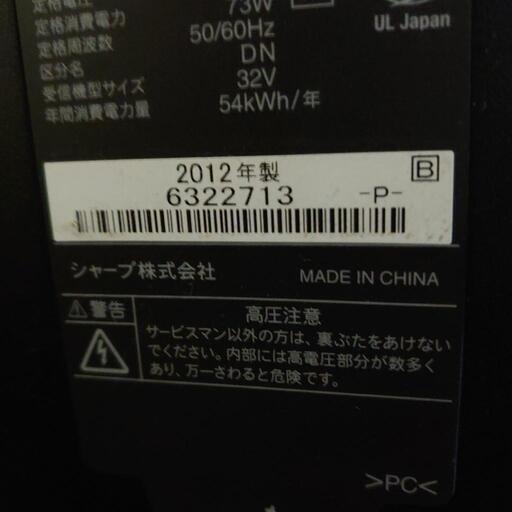 定格電圧
定格消費電力 73W
定格周波数 50/60Hz
区分名 DN
受信機型サイズ 32V
年間消費電力量 54kWh/年
UL Japan
2012年製 B
6322713 -P-
シャープ株式会社 MADE IN CHINA
⚠警告
高圧注意
サービスマン以外の方は、裏ぶたをあけない
でください。内部には高電圧部分が数多く
あり、万一さわると危険です。
>PC<